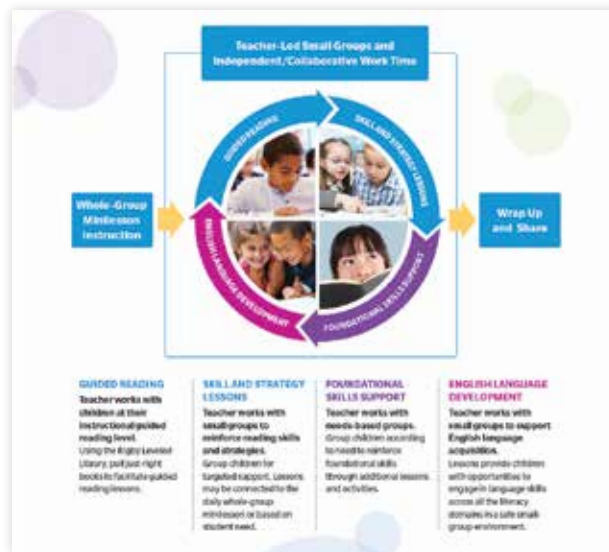 Teacher-Led Small Groups and
Independent/Collaborative Work Time
GUIDED READING
SKILL AND STRATEGY LESSONS
Whole-Group
Minilesson
Instruction
Wrap Up
and Share
ENGLISH LANGUAGE DEVELOPMENT
FOUNDATIONAL SKILLS SUPPORT
GUIDED READING
Teacher works with
children at their
instructional guided
reading level.
Using the Rigby Leveled
Library, pull just-right
books to facilitate guided
reading lessons.
SKILL AND STRATEGY
LESSONS
Teacher works with
small groups to
reinforce reading skills
and strategies.
Group children for
targeted support. Lessons
may be connected to the
daily whole-group
minilesson or based on
student need.
FOUNDATIONAL
SKILLS SUPPORT
Teacher works with
needs-based groups.
Group children according
to need to reinforce
foundational skills
through additional lessons
and activities.
ENGLISH LANGUAGE
DEVELOPMENT
Teacher works with
small groups to support
English language
acquisition.
Lessons provide children
with opportunities to
engage in language skills
across all the literacy
domains in a safe small-
group environment.